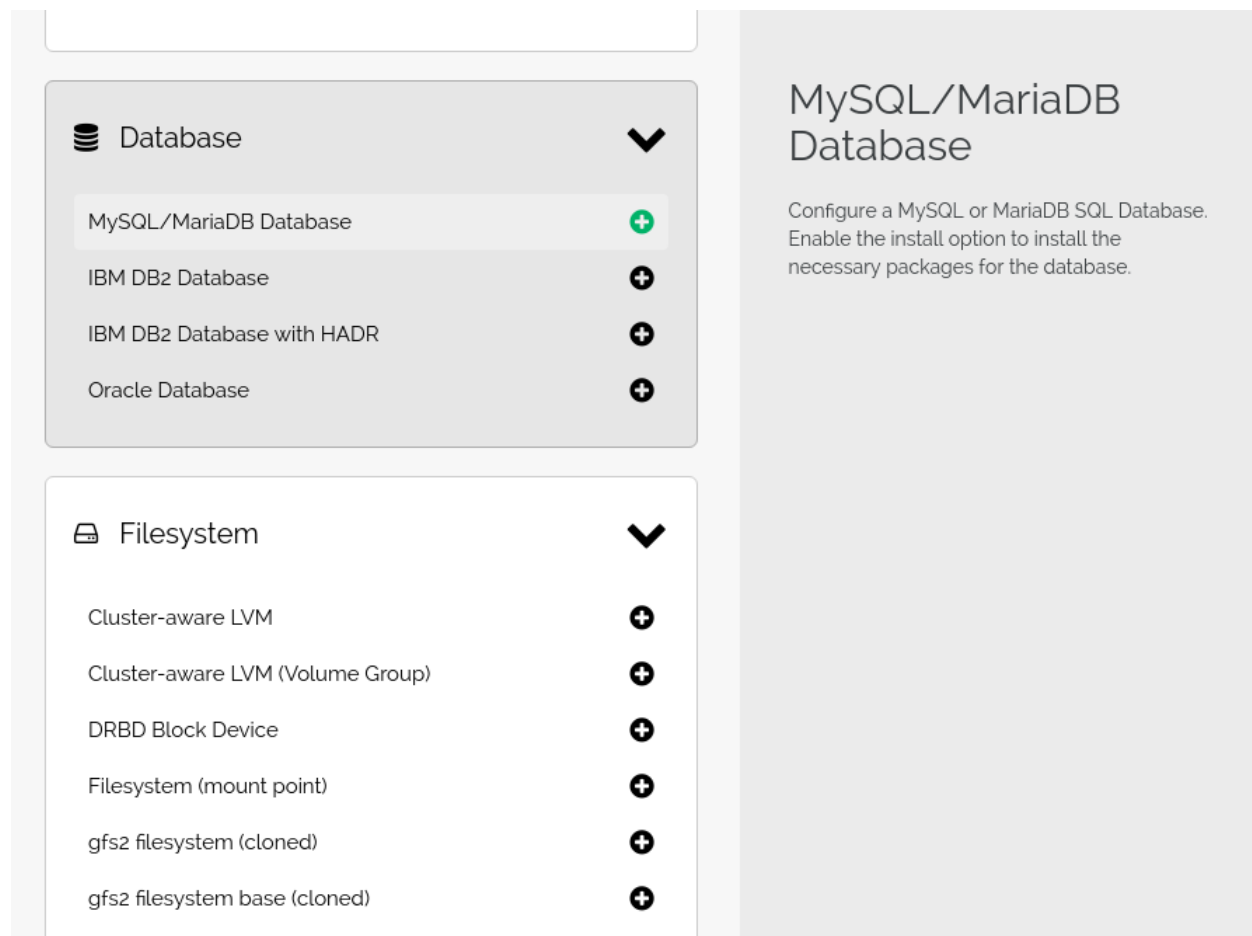 Database
MySQL/MariaDB Database
IBM DB2 Database
IBM DB2 Database with HADR
Oracle Database
Filesystem
Cluster-aware LVM
Cluster-aware LVM (Volume Group)
DRBD Block Device
Filesystem (mount point)
gfs2 filesystem (cloned)
gfs2 filesystem base (cloned)
MySQL/MariaDB
Database
Configure a MySQL or MariaDB SQL Database.
Enable the install option to install the
necessary packages for the database.